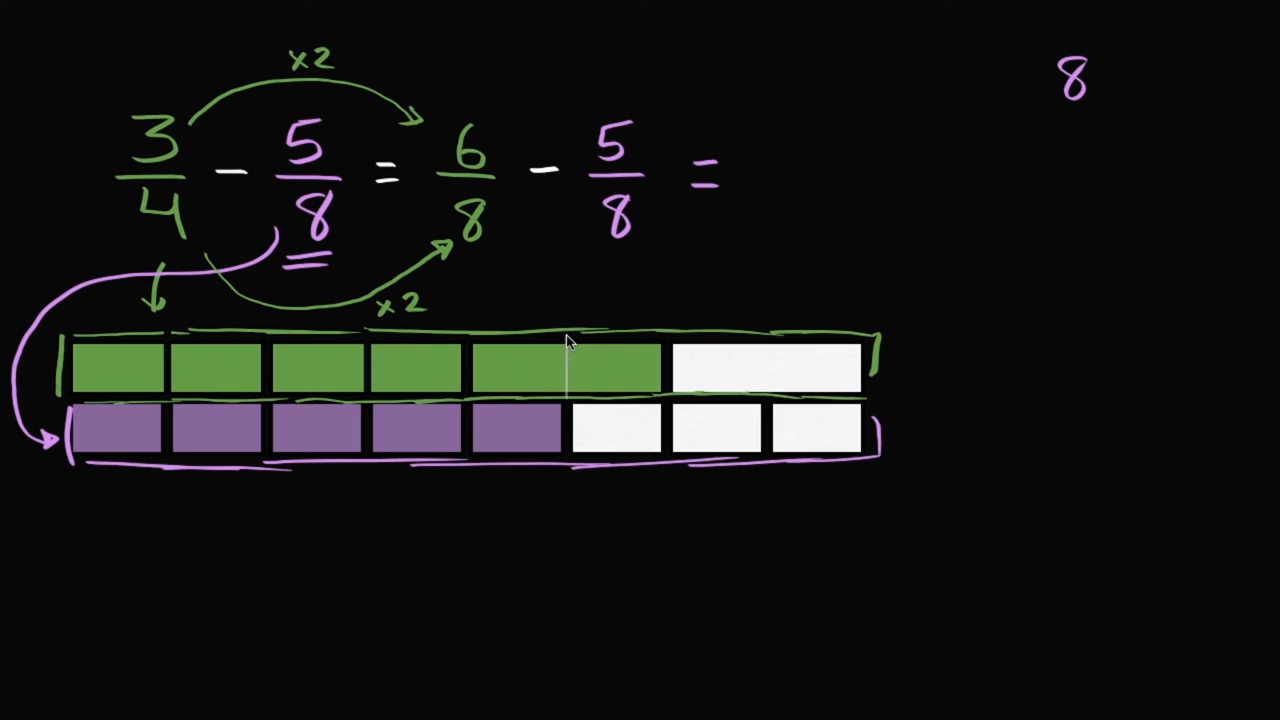 ×2
8
3/4 - 5/8 = 6/8 - 5/8 =
×2